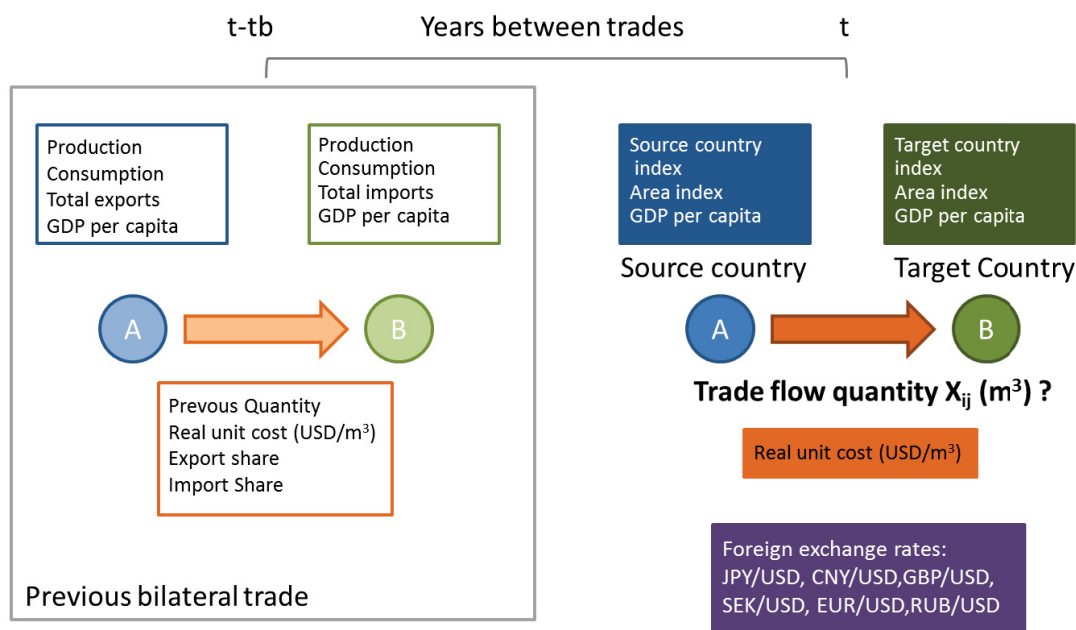 t-tb Years between trades t
Production
Consumption
Total exports
GDP per capita
Production
Consumption
Total imports
GDP per capita
A
B
Prevous Quantity
Real unit cost (USD/m³)
Export share
Import Share
Previous bilateral trade
Source country
index
Area index
GDP per capita
Target country
index
Area index
GDP per capita
Source country
Target Country
A
B
Trade flow quantity Xᵢⱼ (m³) ?
Real unit cost (USD/m³)
Foreign exchange rates:
JPY/USD, CNY/USD,GBP/USD,
SEK/USD, EUR/USD,RUB/USD